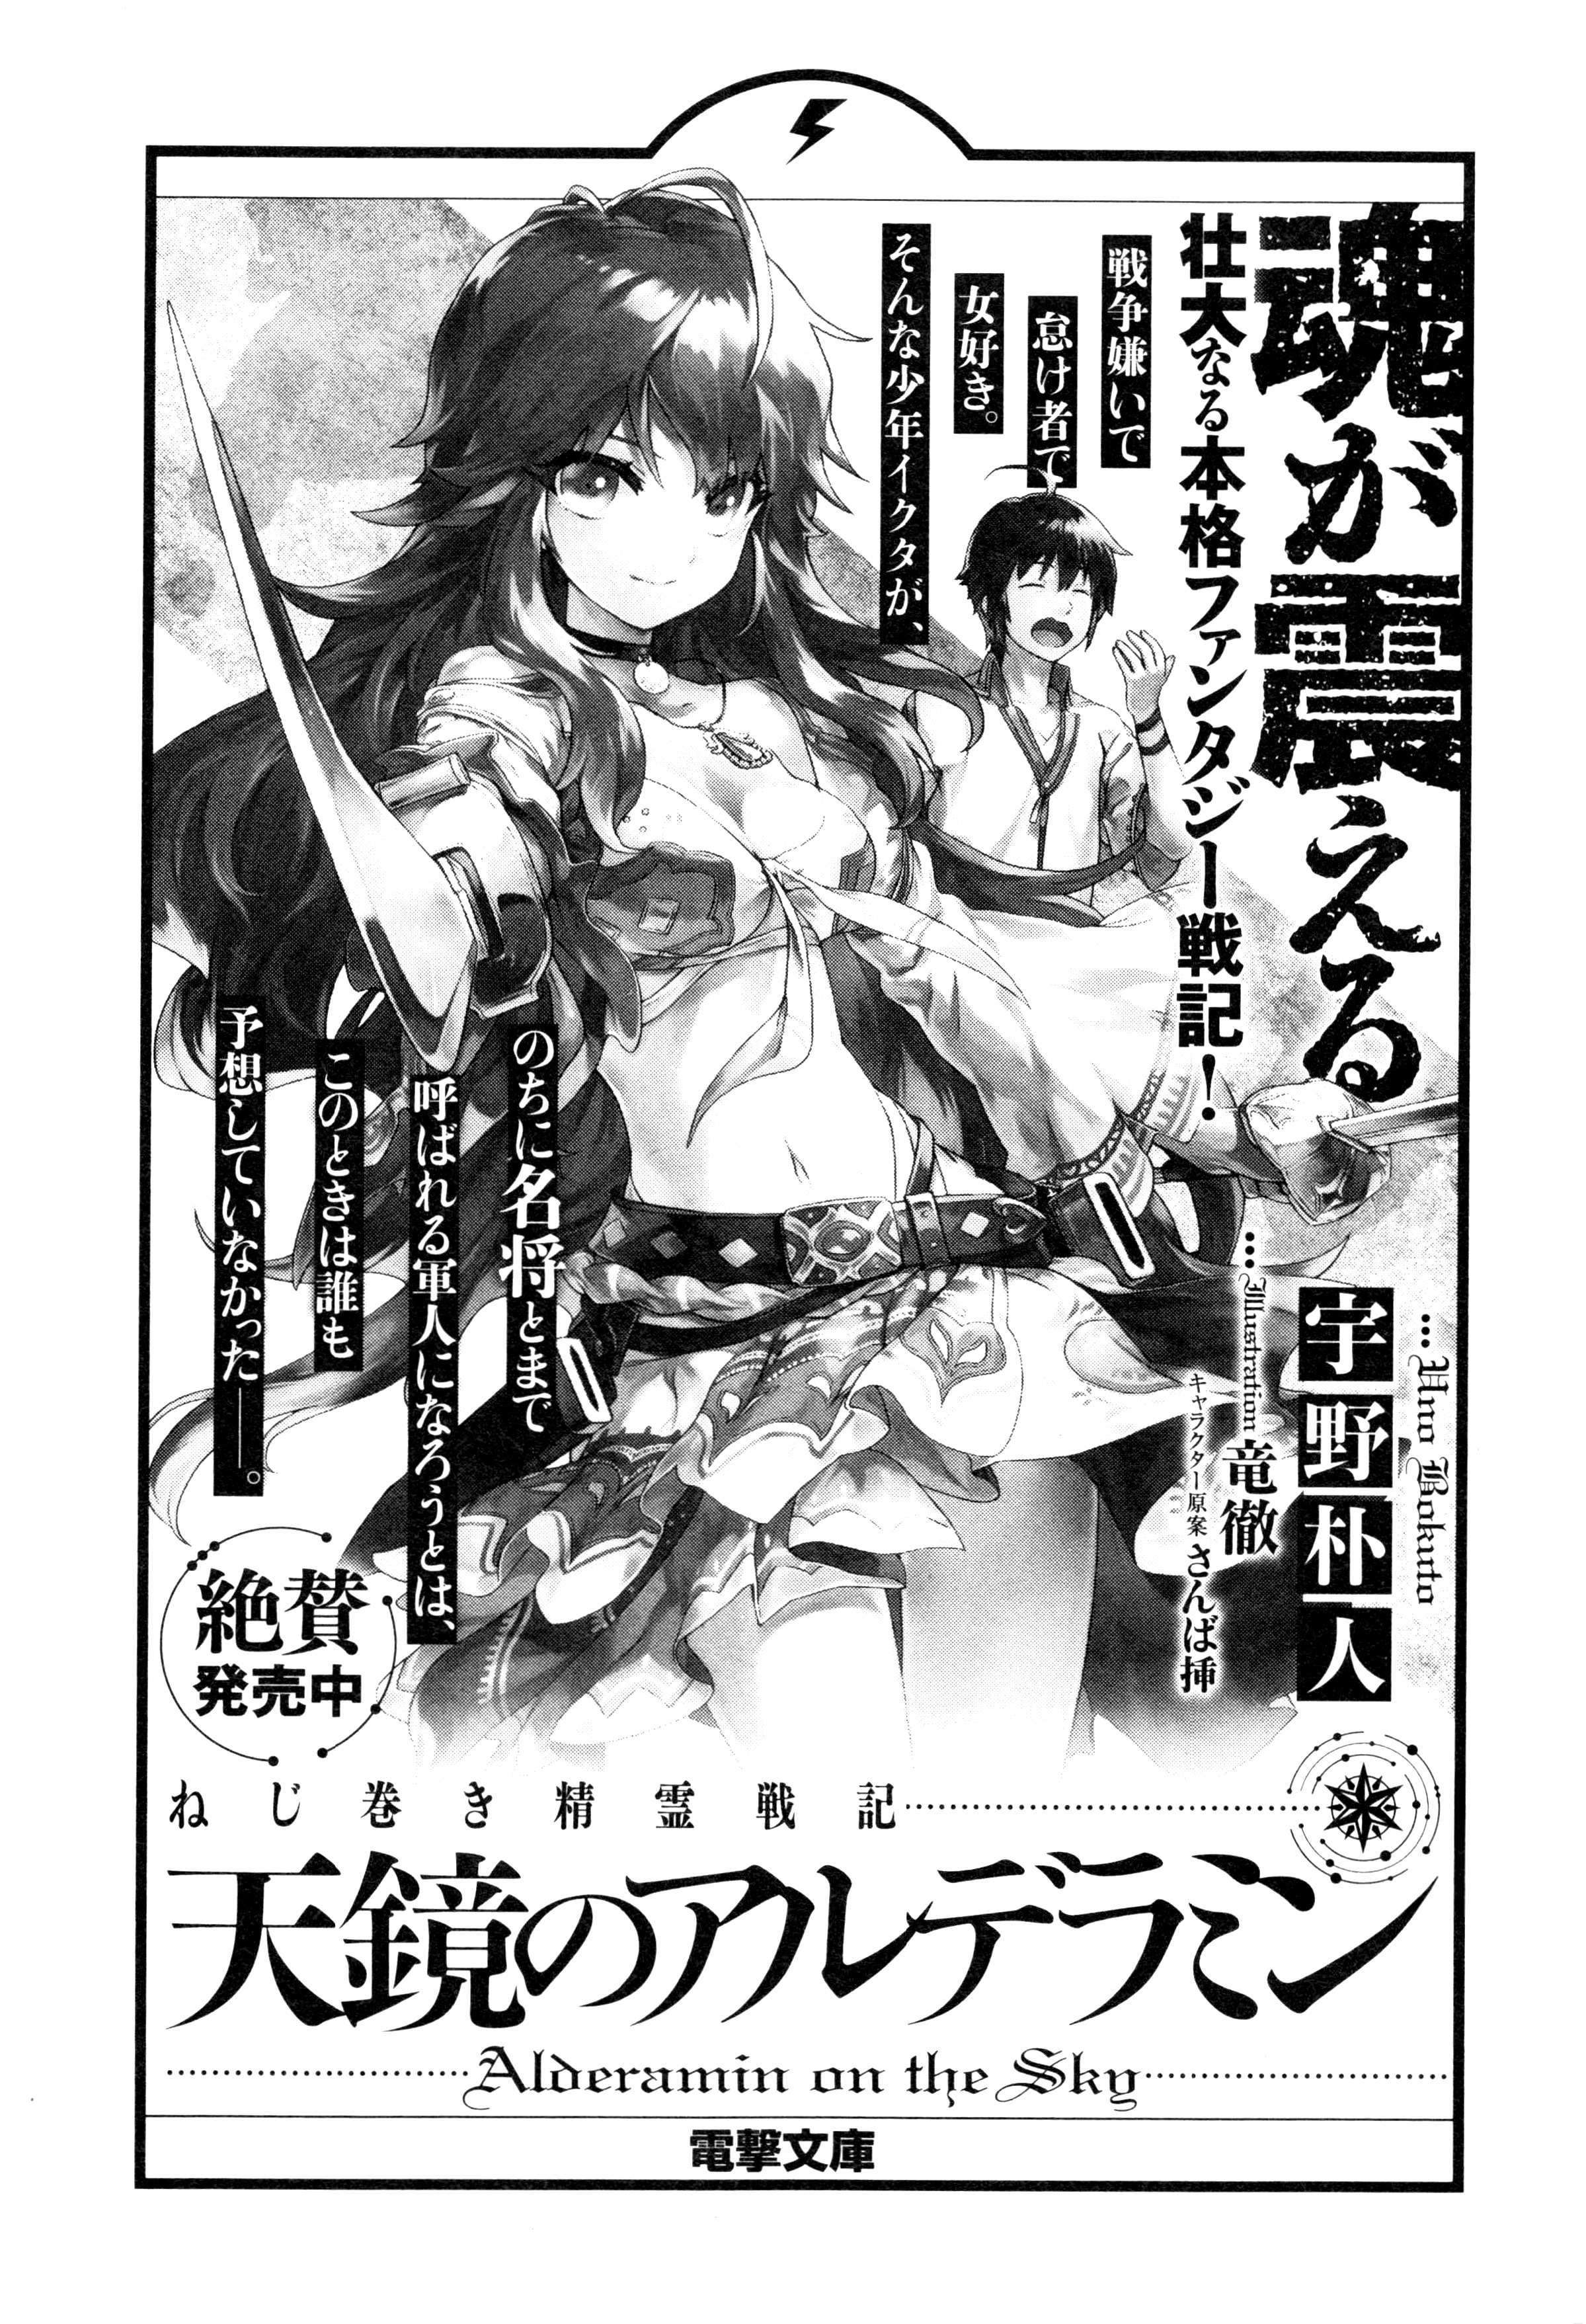 魂が震える
壮大なる本格ファンタジー戦記！
戦争嫌いで
怠け者で
女好き。
そんな少年イクタが、
のちに名将とまで
呼ばれる軍人になろうとは、
このときは誰も
予想していなかった――。
… Uno Bokuto
宇野朴人
… Illustration 竜徹
キャラクター原案 さんば挿
絶賛
発売中
ねじ巻き精霊戦記
天鏡のアルデラミン
Alderamin on the Sky
電撃文庫